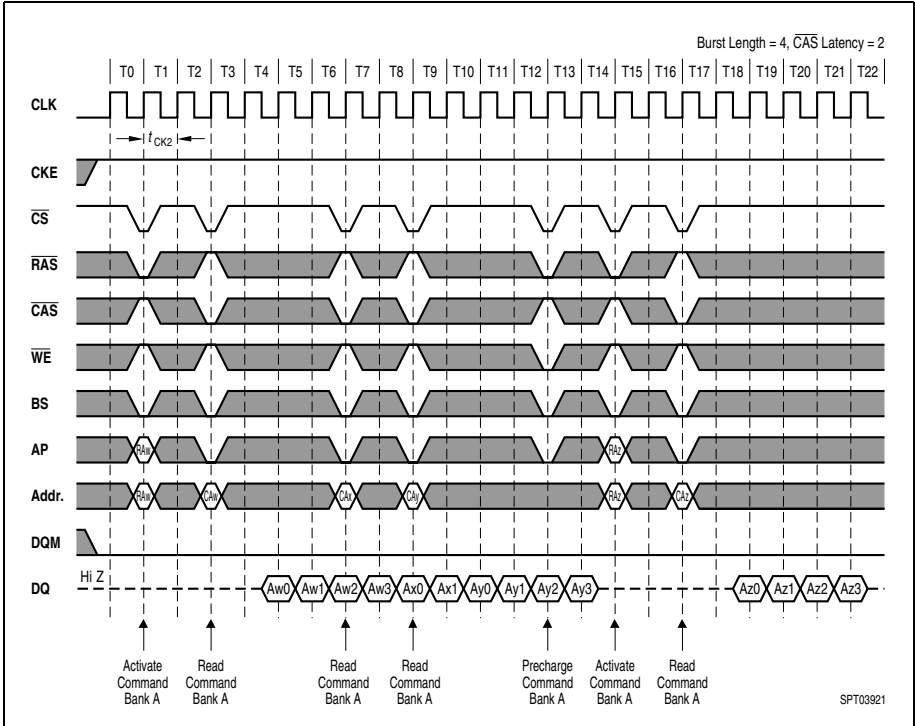 Burst Length = 4, CAS Latency = 2
T0 T1 T2 T3 T4 T5 T6 T7 T8 T9 T10 T11 T12 T13 T14 T15 T16 T17 T18 T19 T20 T21 T22
CLK
t CK2
CKE
CS
RAS
CAS
WE
BS
AP RAw RAz
Addr. RAw CAw CAx CAy RAz CAz
DQM
Hi Z
DQ Aw0 Aw1 Aw2 Aw3 Ax0 Ax1 Ay0 Ay1 Ay2 Ay3 Az0 Az1 Az2 Az3
Activate Read Read Read Precharge Activate Read
Command Command Command Command Command Command Command
Bank A Bank A Bank A Bank A Bank A Bank A Bank A
SPT03921